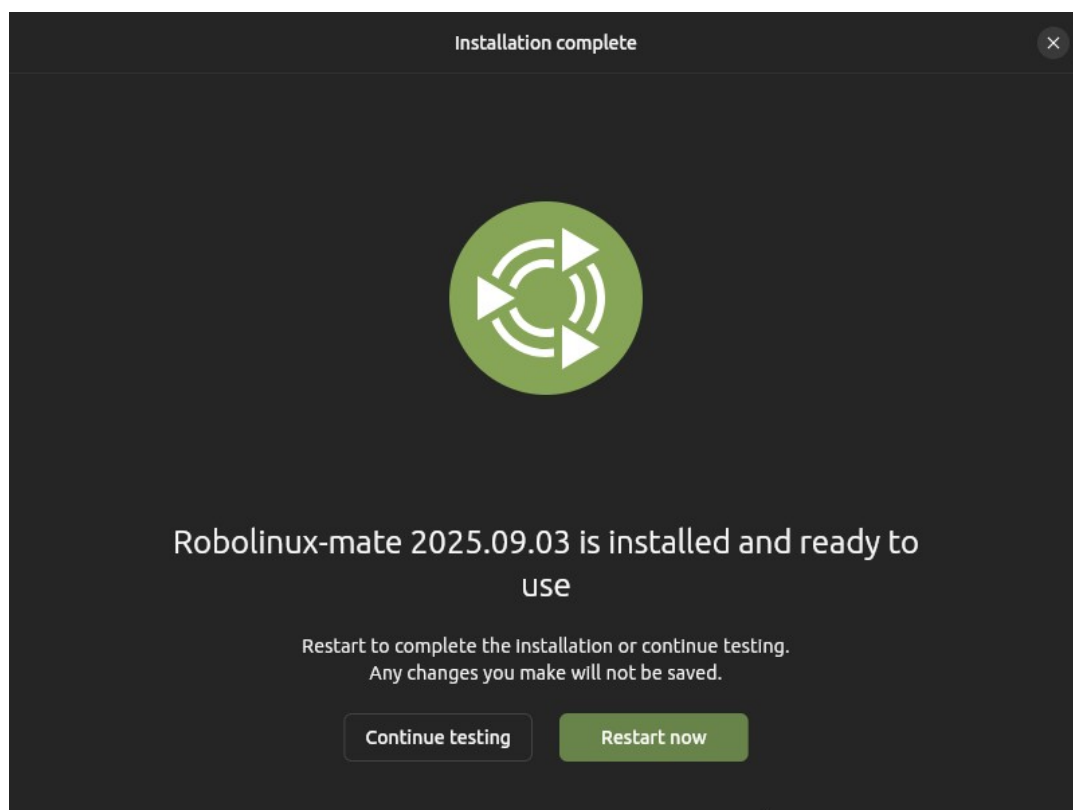 Installation complete
Robolinux-mate 2025.09.03 is installed and ready to
use
Restart to complete the installation or continue testing.
Any changes you make will not be saved.
Continue testing
Restart now